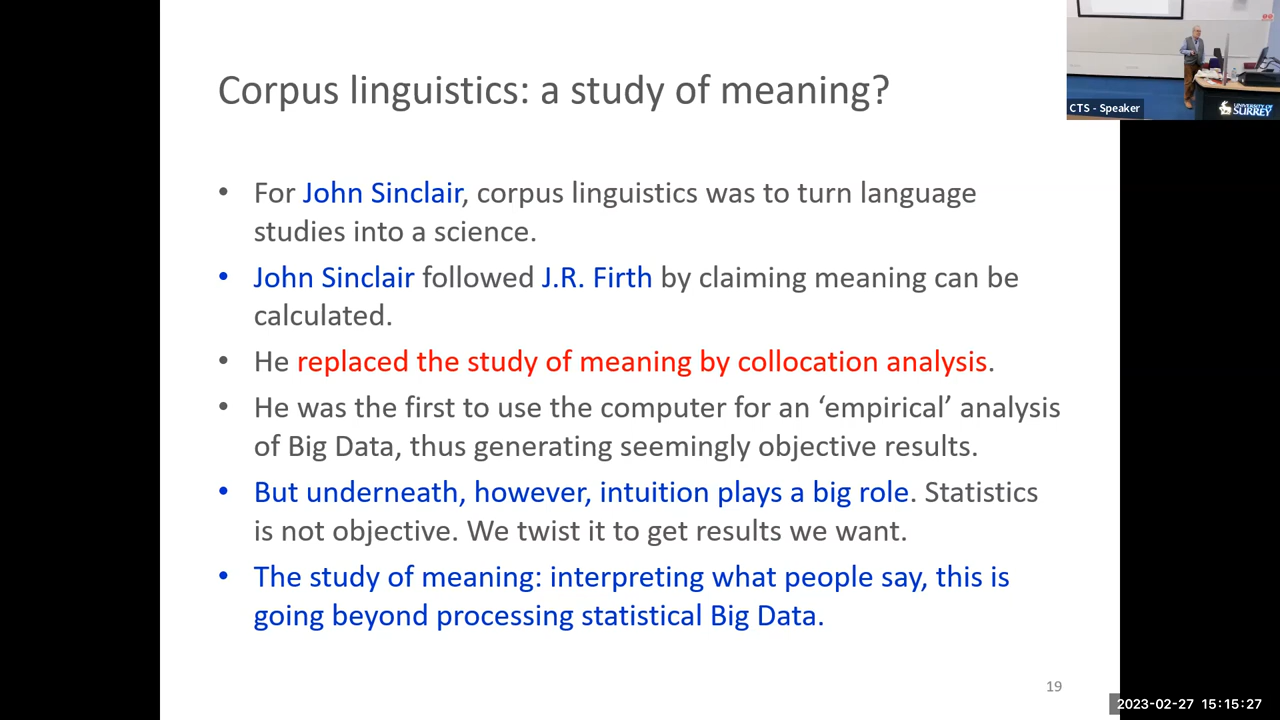 Corpus linguistics: a study of meaning?
CTS - Speaker
UNIVERSITY OF
SURREY
• For John Sinclair, corpus linguistics was to turn language
studies into a science.
• John Sinclair followed J.R. Firth by claiming meaning can be
calculated.
• He replaced the study of meaning by collocation analysis.
• He was the first to use the computer for an ‘empirical’ analysis
of Big Data, thus generating seemingly objective results.
• But underneath, however, intuition plays a big role. Statistics
is not objective. We twist it to get results we want.
• The study of meaning: interpreting what people say, this is
going beyond processing statistical Big Data.
19
2023-02-27 15:15:27